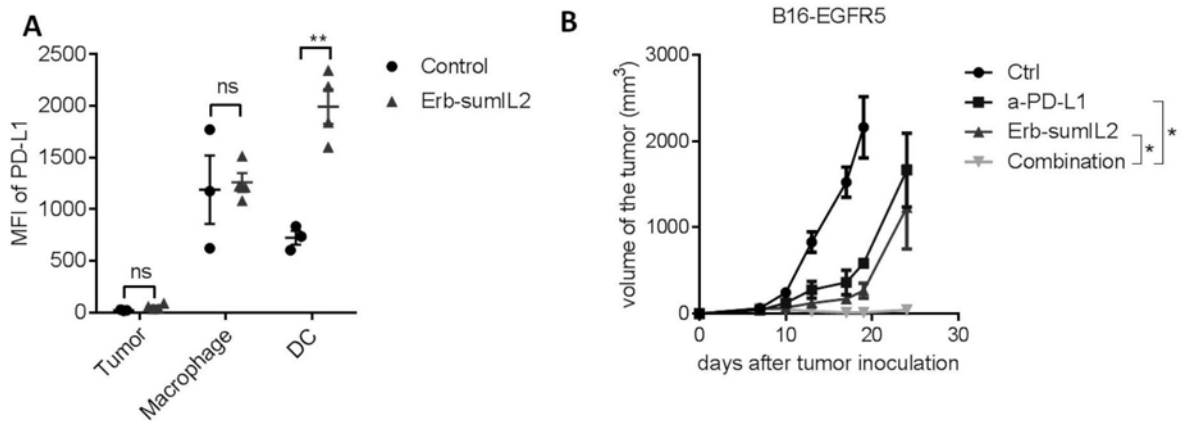 A
MFI of PD-L1
2500
2000
1500
1000
500
0
ns
ns
**
Tumor
Macrophage
DC
Control
Erb-sumIL2
B
B16-EGFR5
volume of the tumor (mm³)
3000
2000
1000
0
0 10 20 30
days after tumor inoculation
Ctrl
a-PD-L1
Erb-sumIL2
Combination
*
*